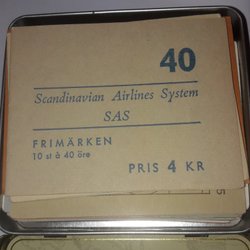 40
Scandinavian Airlines System
SAS
FRIMÄRKEN
10 st à 40 öre
PRIS 4 KR